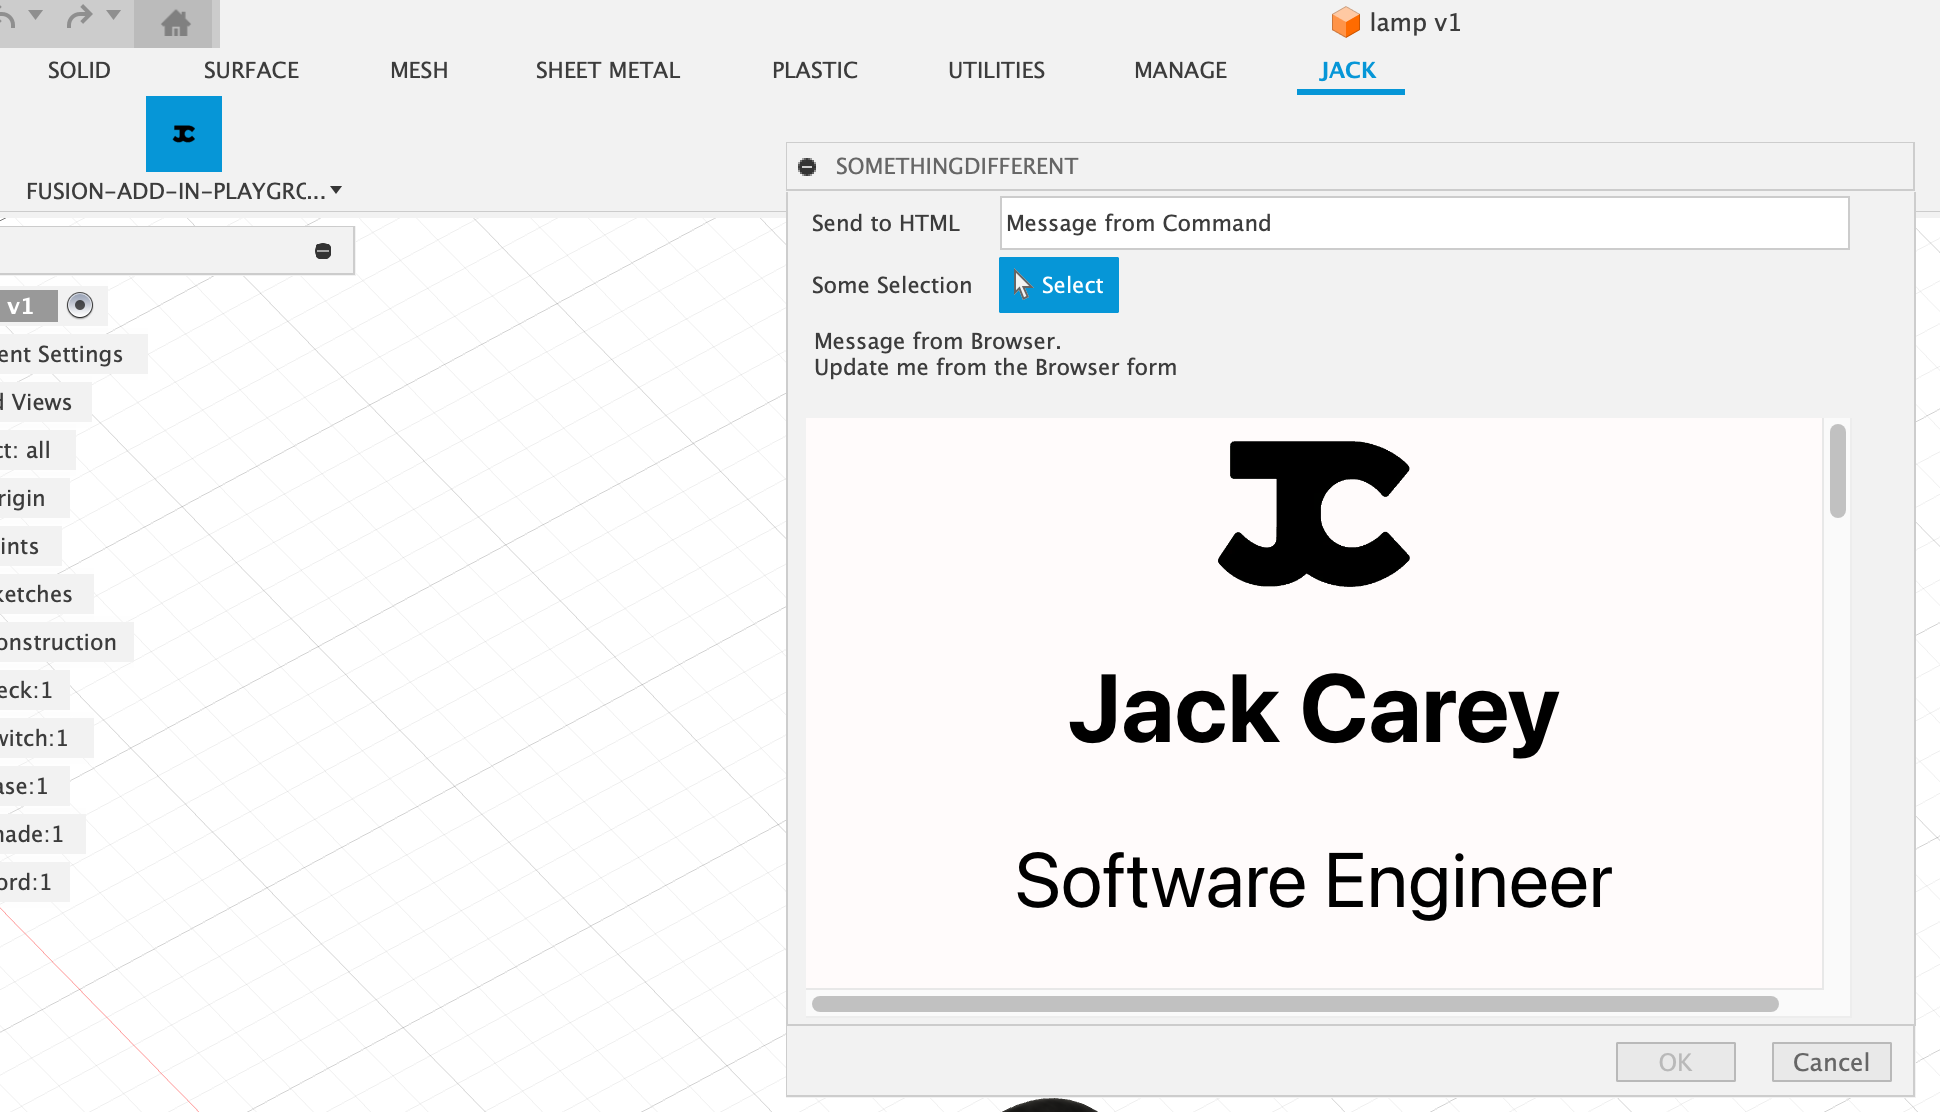 lamp v1
SOLID SURFACE MESH SHEET METAL PLASTIC UTILITIES MANAGE JACK
FUSION-ADD-IN-PLAYGRC...
SOMETHINGDIFFERENT
Send to HTML Message from Command
Some Selection Select
Message from Browser.
Update me from the Browser form
v1
ent Settings
d Views
ct: all
rigin
ints
ketches
onstruction
eck:1
witch:1
ase:1
hade:1
ord:1
JC
Jack Carey
Software Engineer
OK Cancel